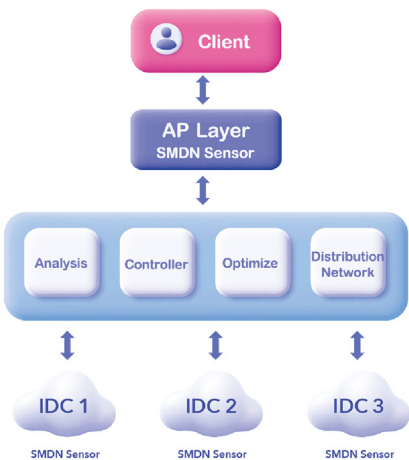 Client
AP Layer
SMDN Sensor
Analysis
Controller
Optimize
Distribution
Network
IDC 1
IDC 2
IDC 3
SMDN Sensor
SMDN Sensor
SMDN Sensor